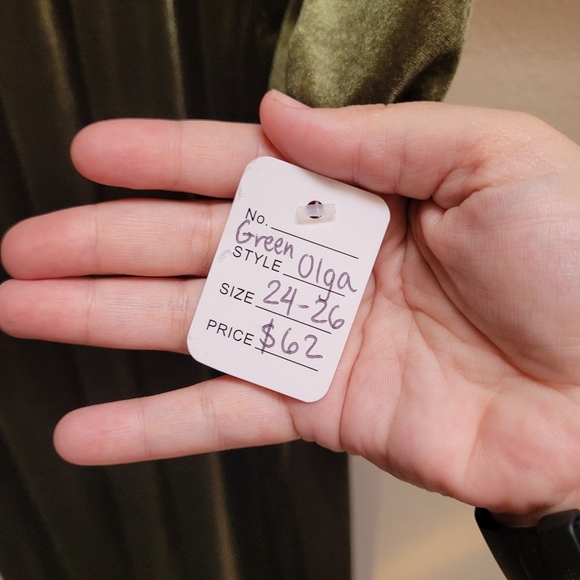 No.
Green
STYLE Olga
SIZE 24-26
PRICE $62